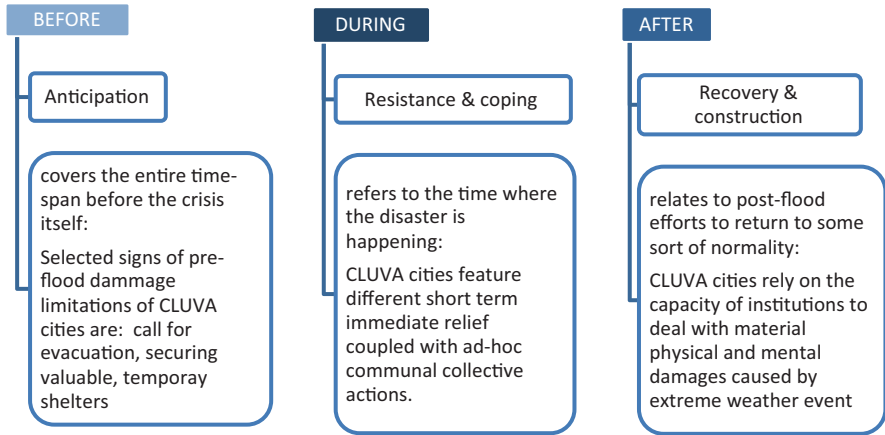 BEFORE
Anticipation
covers the entire time-
span before the crisis
itself:
Selected signs of pre-
flood dammage
limitations of CLUVA
cities are: call for
evacuation, securing
valuable, temporay
shelters
DURING
Resistance & coping
refers to the time where
the disaster is
happening:
CLUVA cities feature
different short term
immediate relief
coupled with ad-hoc
communal collective
actions.
AFTER
Recovery &
construction
relates to post-flood
efforts to return to some
sort of normality:
CLUVA cities rely on the
capacity of institutions to
deal with material
physical and mental
damages caused by
extreme weather event